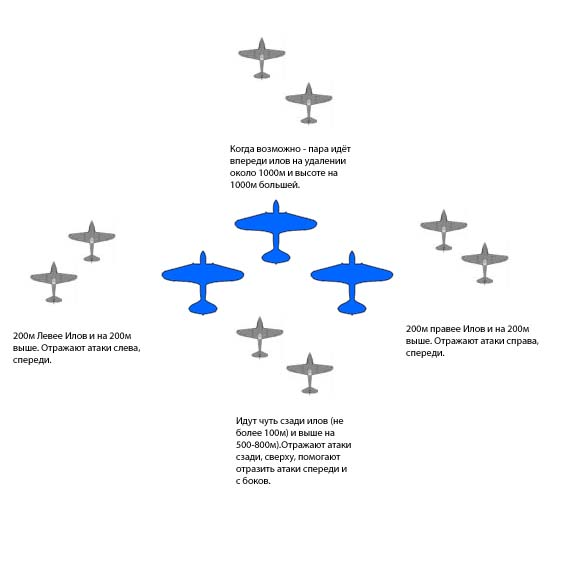 Когда возможно - пара идёт
впереди илов на удалении
около 1000м и высоте на
1000м большей.
200м Левее Илов и на 200м
выше. Отражают атаки слева,
спереди.
200м правее Илов и на 200м
выше. Отражают атаки справа,
спереди.
Идут чуть сзади илов (не
более 100м) и выше на
500-800м).Отражают атаки
сзади, сверху, помогают
отразить атаки спереди и
с боков.